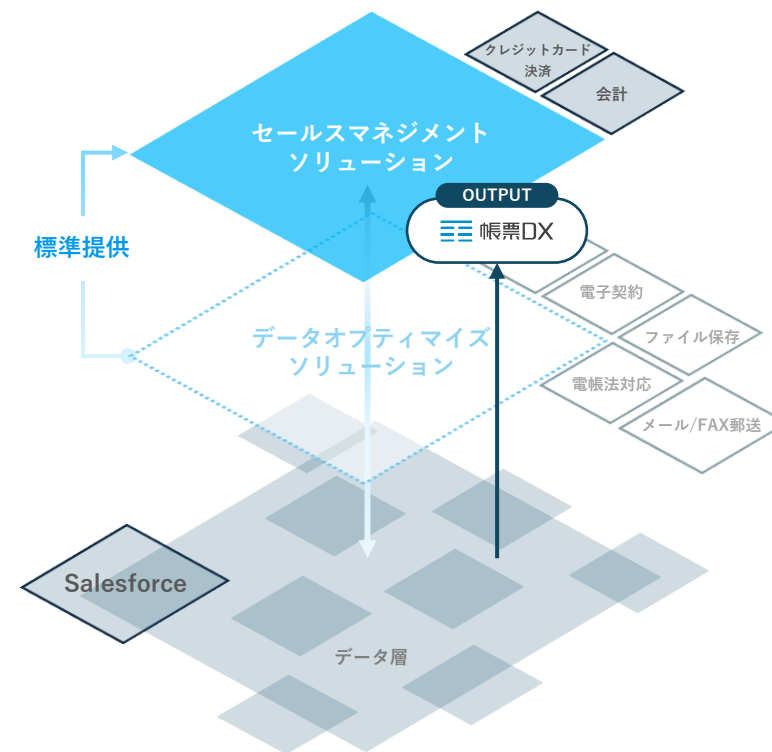 クレジットカード
決済
会計
セールスマネジメント
ソリューション
OUTPUT
帳票DX
標準提供
電子契約
データオプティマイズ
ソリューション
ファイル保存
電帳法対応
メール/FAX郵送
Salesforce
データ層